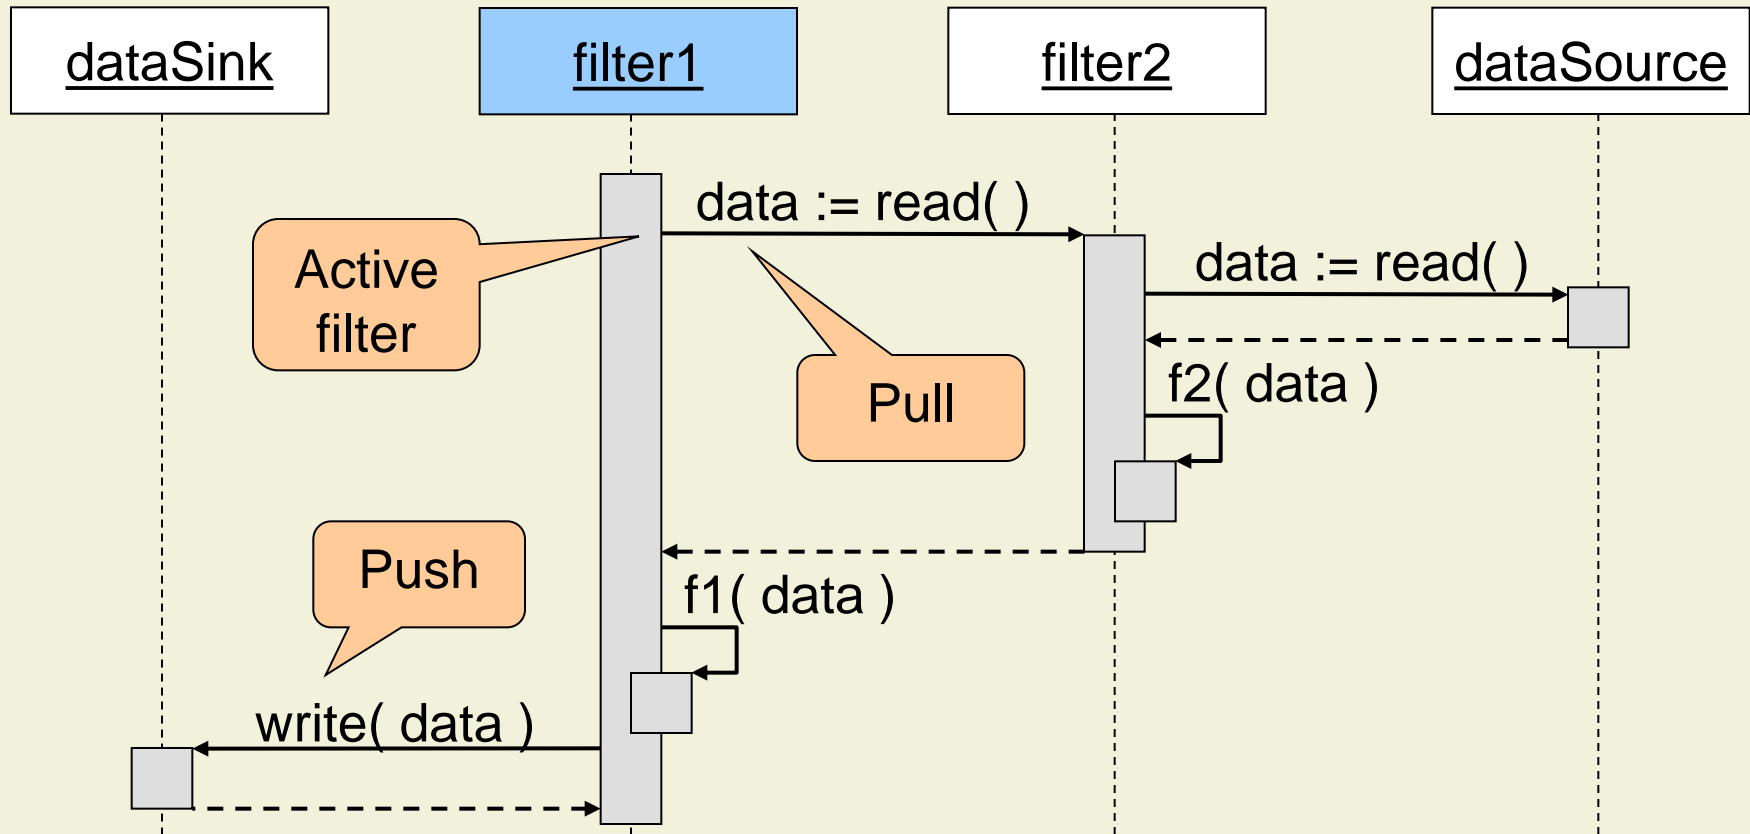 dataSink
filter1
filter2
dataSource
data := read( )
Active
filter
data := read( )
Pull
f2( data )
Push
f1( data )
write( data )